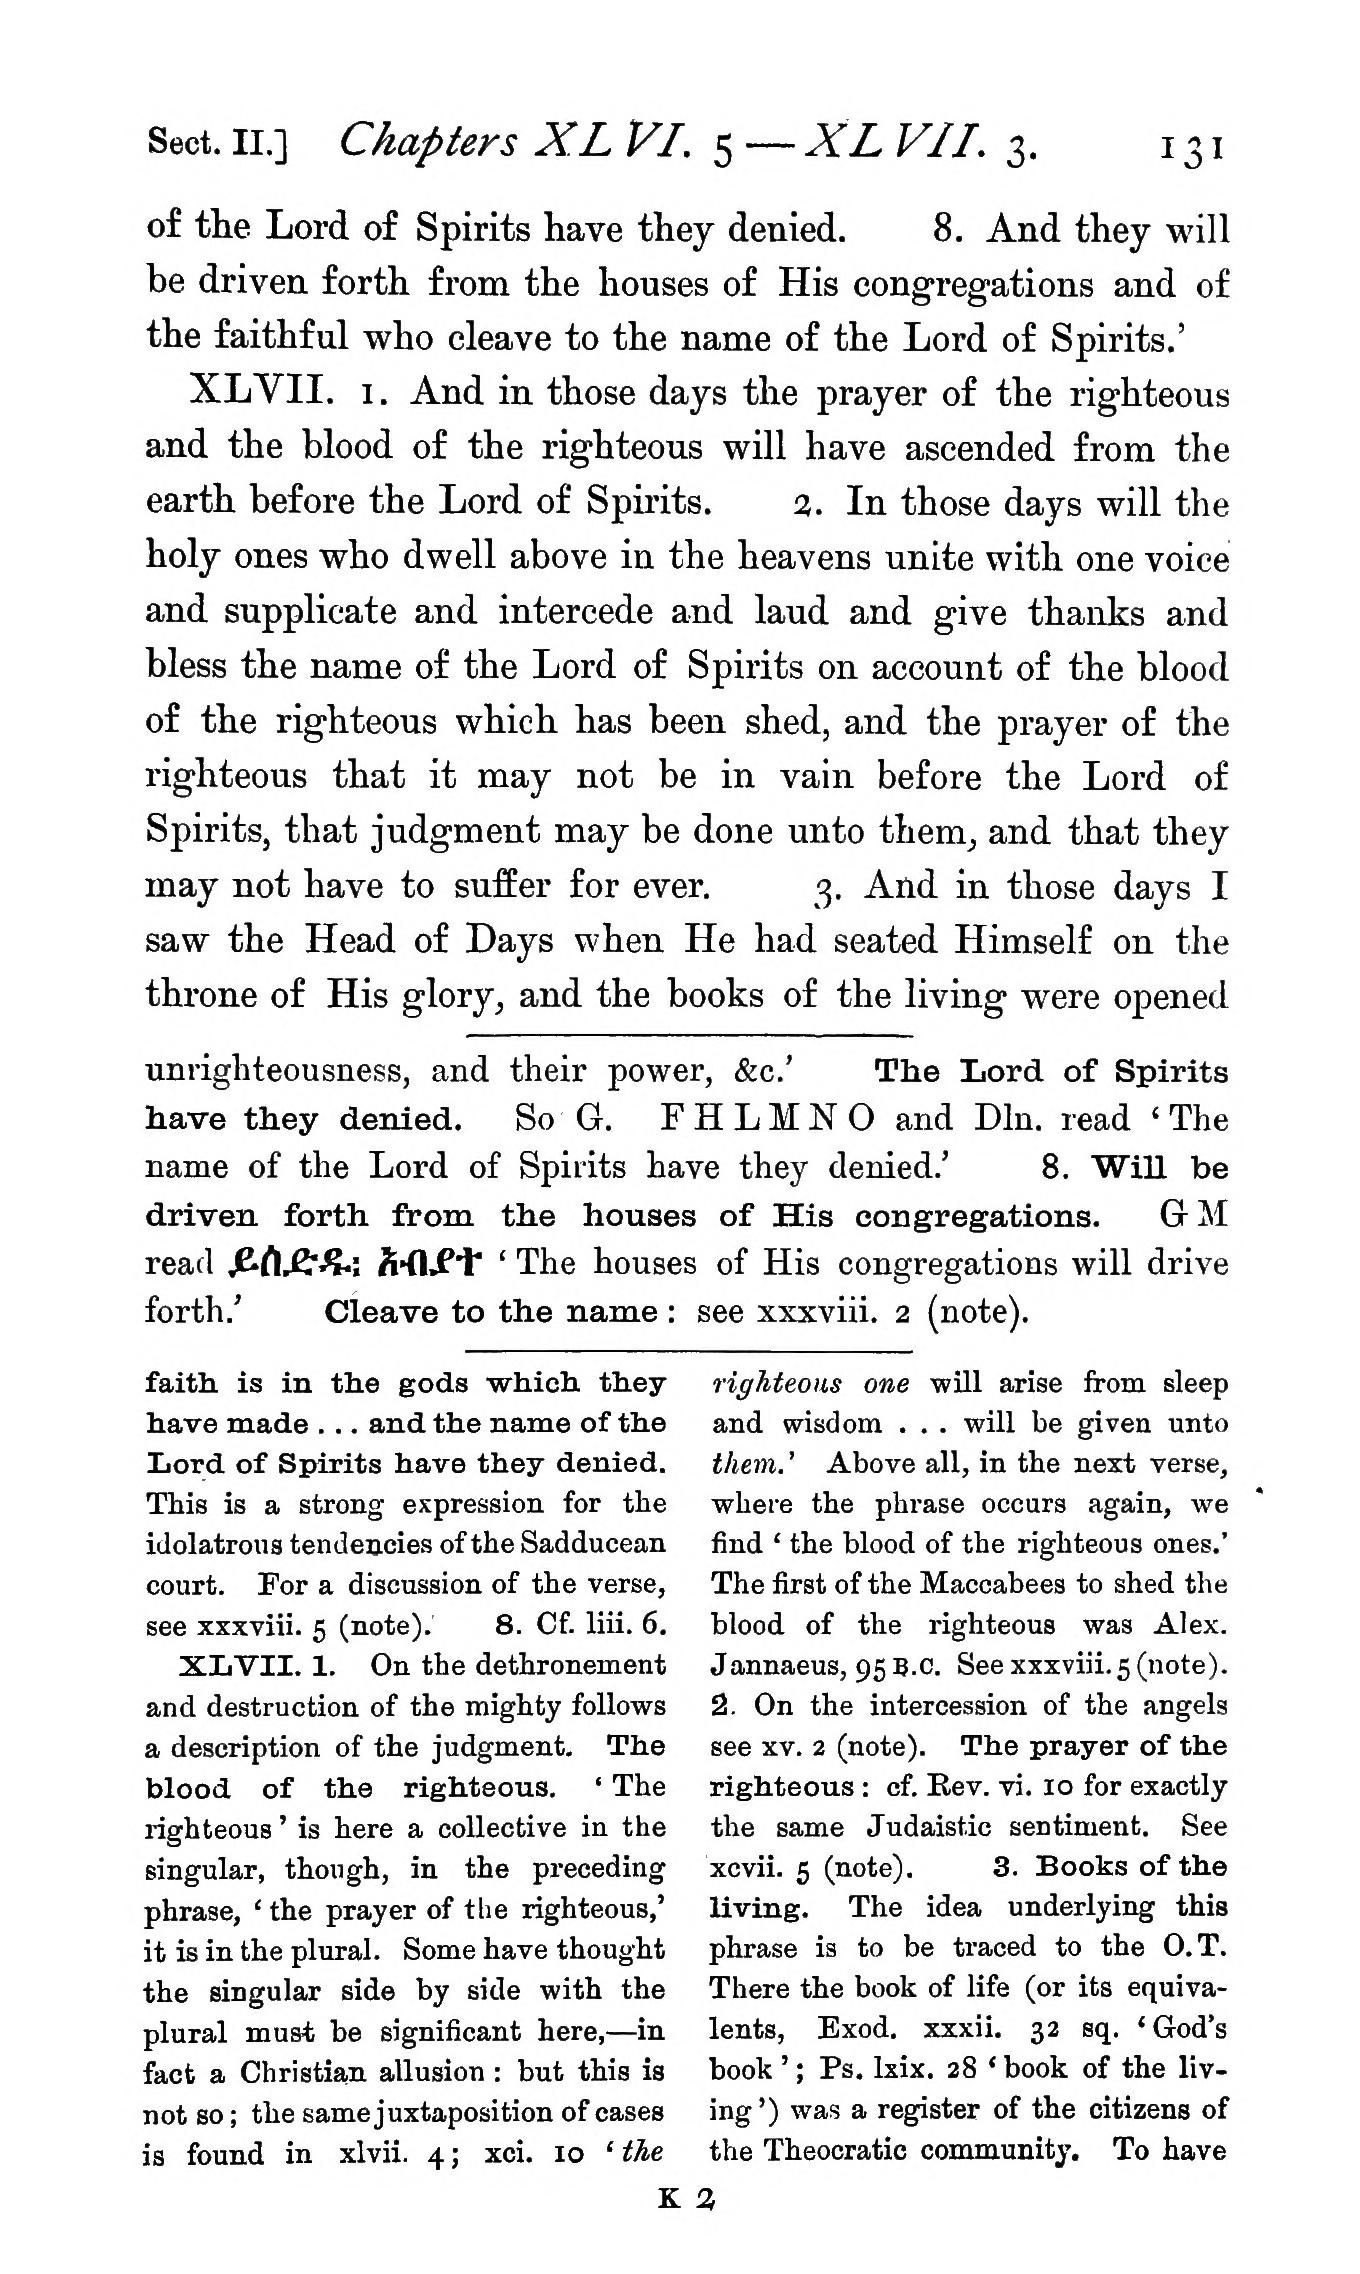 Sect. II.] Chapters XLVI. 5 — XLVII. 3. 131
of the Lord of Spirits have they denied. 8. And they will
be driven forth from the houses of His congregations and of
the faithful who cleave to the name of the Lord of Spirits.’
XLVII. 1. And in those days the prayer of the righteous
and the blood of the righteous will have ascended from the
earth before the Lord of Spirits. 2. In those days will the
holy ones who dwell above in the heavens unite with one voice
and supplicate and intercede and laud and give thanks and
bless the name of the Lord of Spirits on account of the blood
of the righteous which has been shed, and the prayer of the
righteous that it may not be in vain before the Lord of
Spirits, that judgment may be done unto them, and that they
may not have to suffer for ever. 3. And in those days I
saw the Head of Days when He had seated Himself on the
throne of His glory, and the books of the living were opened
unrighteousness, and their power, &c.’ The Lord of Spirits
have they denied. So G. F H L M N O and Dln. read ‘The
name of the Lord of Spirits have they denied.’ 8. Will be
driven forth from the houses of His congregations. G M
read ይሰድዱ፡ አብያተ ‘The houses of His congregations will drive
forth.’ Cleave to the name: see xxxviii. 2 (note).
faith is in the gods which they
have made . . . and the name of the
Lord of Spirits have they denied.
This is a strong expression for the
idolatrous tendencies of the Sadducean
court. For a discussion of the verse,
see xxxviii. 5 (note). 8. Cf. liii. 6.
XLVII. 1. On the dethronement
and destruction of the mighty follows
a description of the judgment. The
blood of the righteous. ‘The
righteous’ is here a collective in the
singular, though, in the preceding
phrase, ‘the prayer of the righteous,’
it is in the plural. Some have thought
the singular side by side with the
plural must be significant here,—in
fact a Christian allusion: but this is
not so; the same juxtaposition of cases
is found in xlvii. 4; xci. 10 ‘the
righteous one will arise from sleep
and wisdom . . . will be given unto
them.’ Above all, in the next verse,
where the phrase occurs again, we
find ‘the blood of the righteous ones.’
The first of the Maccabees to shed the
blood of the righteous was Alex.
Jannaeus, 95 B.C. See xxxviii. 5 (note).
2. On the intercession of the angels
see xv. 2 (note). The prayer of the
righteous: cf. Rev. vi. 10 for exactly
the same Judaistic sentiment. See
xcvii. 5 (note). 3. Books of the
living. The idea underlying this
phrase is to be traced to the O.T.
There the book of life (or its equiva-
lents, Exod. xxxii. 32 sq. ‘God’s
book’; Ps. lxix. 28 ‘book of the liv-
ing’) was a register of the citizens of
the Theocratic community. To have
K 2